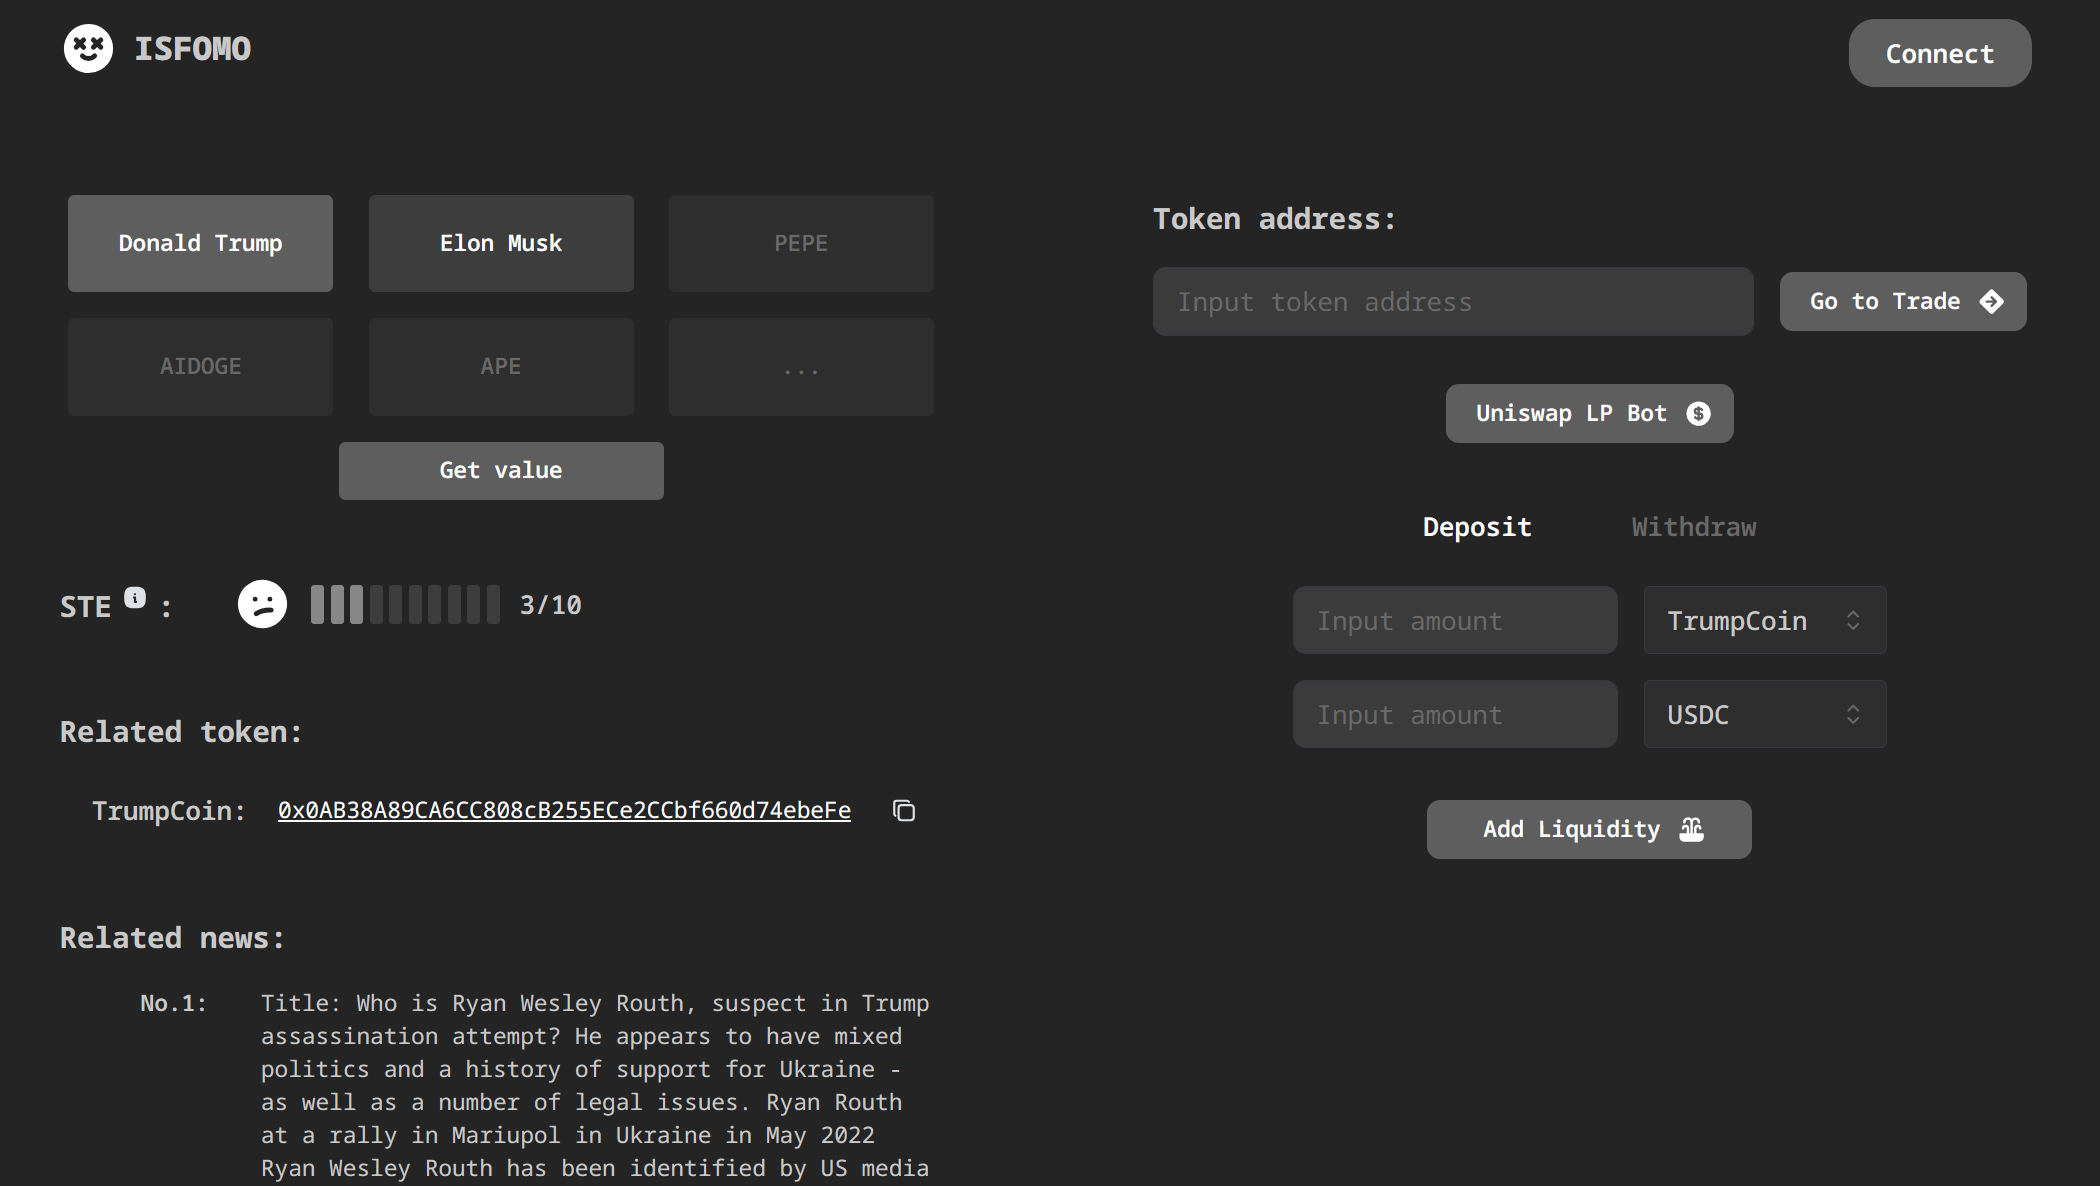 ISFOMO
Connect
Donald Trump
Elon Musk
PEPE
AIDOGE
APE
...
Get value
STE i :
3/10
Related token:
TrumpCoin: 0x0AB38A89CA6CC808cB255ECe2CCbf660d74ebeFe
Related news:
No.1: Title: Who is Ryan Wesley Routh, suspect in Trump
assassination attempt? He appears to have mixed
politics and a history of support for Ukraine -
as well as a number of legal issues. Ryan Routh
at a rally in Mariupol in Ukraine in May 2022
Ryan Wesley Routh has been identified by US media
Token address:
Input token address
Go to Trade
Uniswap LP Bot $
Deposit
Withdraw
Input amount
TrumpCoin
Input amount
USDC
Add Liquidity